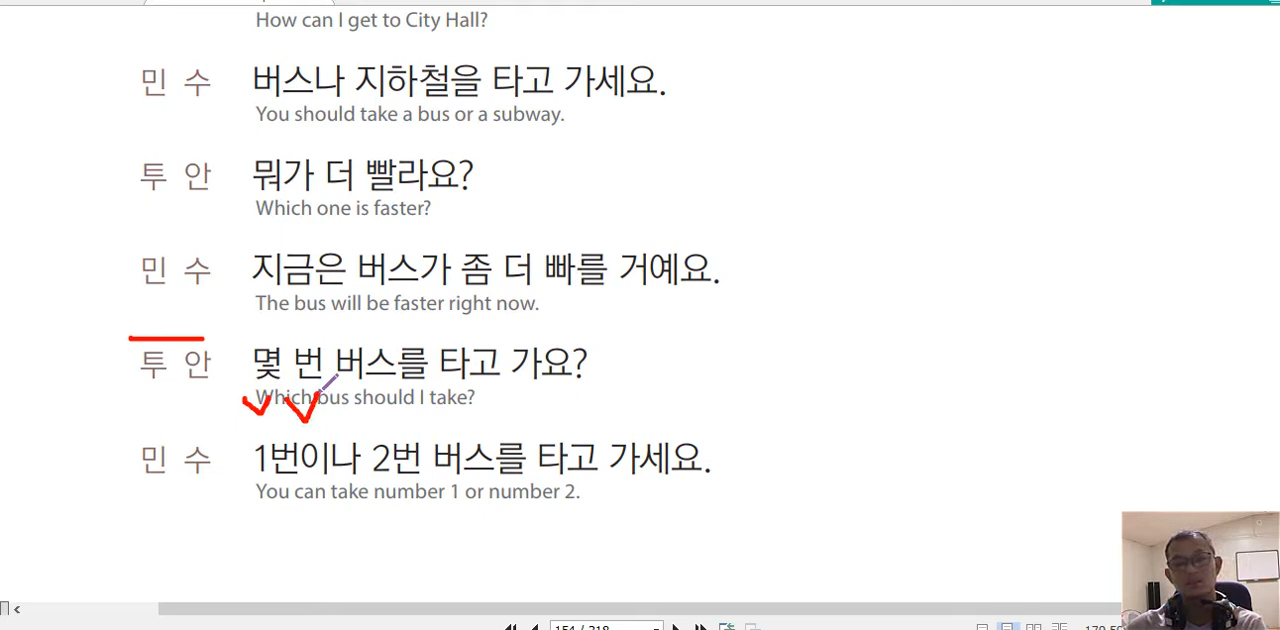 How can I get to City Hall?
민 수 버스나 지하철을 타고 가세요.
You should take a bus or a subway.
투 안 뭐가 더 빨라요?
Which one is faster?
민 수 지금은 버스가 좀 더 빠를 거예요.
The bus will be faster right now.
투 안 몇 번 버스를 타고 가요?
Which bus should I take?
민 수 1번이나 2번 버스를 타고 가세요.
You can take number 1 or number 2.